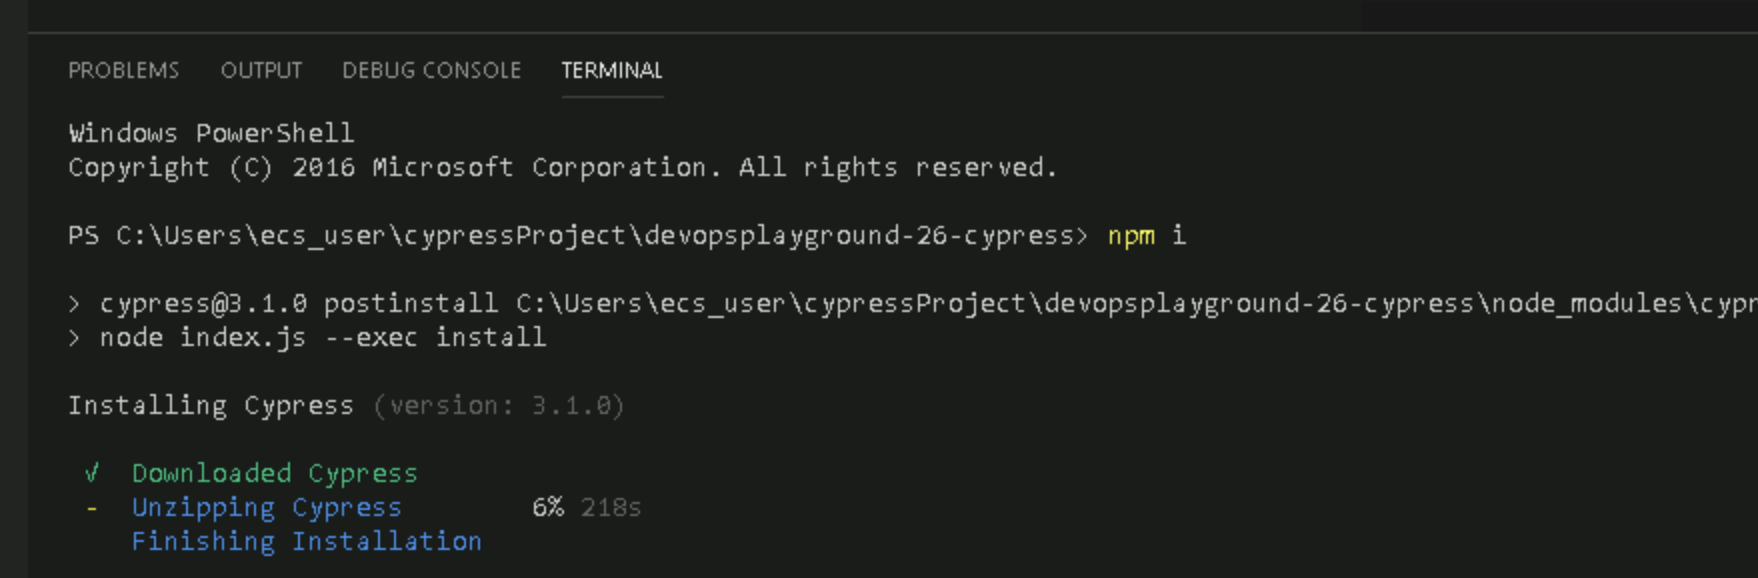 PROBLEMS OUTPUT DEBUG CONSOLE TERMINAL
Windows PowerShell
Copyright (C) 2016 Microsoft Corporation. All rights reserved.
PS C:\Users\ecs_user\cypressProject\devopsplayground-26-cypress> npm i
> cypress@3.1.0 postinstall C:\Users\ecs_user\cypressProject\devopsplayground-26-cypress\node_modules\cypr
> node index.js --exec install
Installing Cypress (version: 3.1.0)
√ Downloaded Cypress
- Unzipping Cypress 6% 218s
Finishing Installation